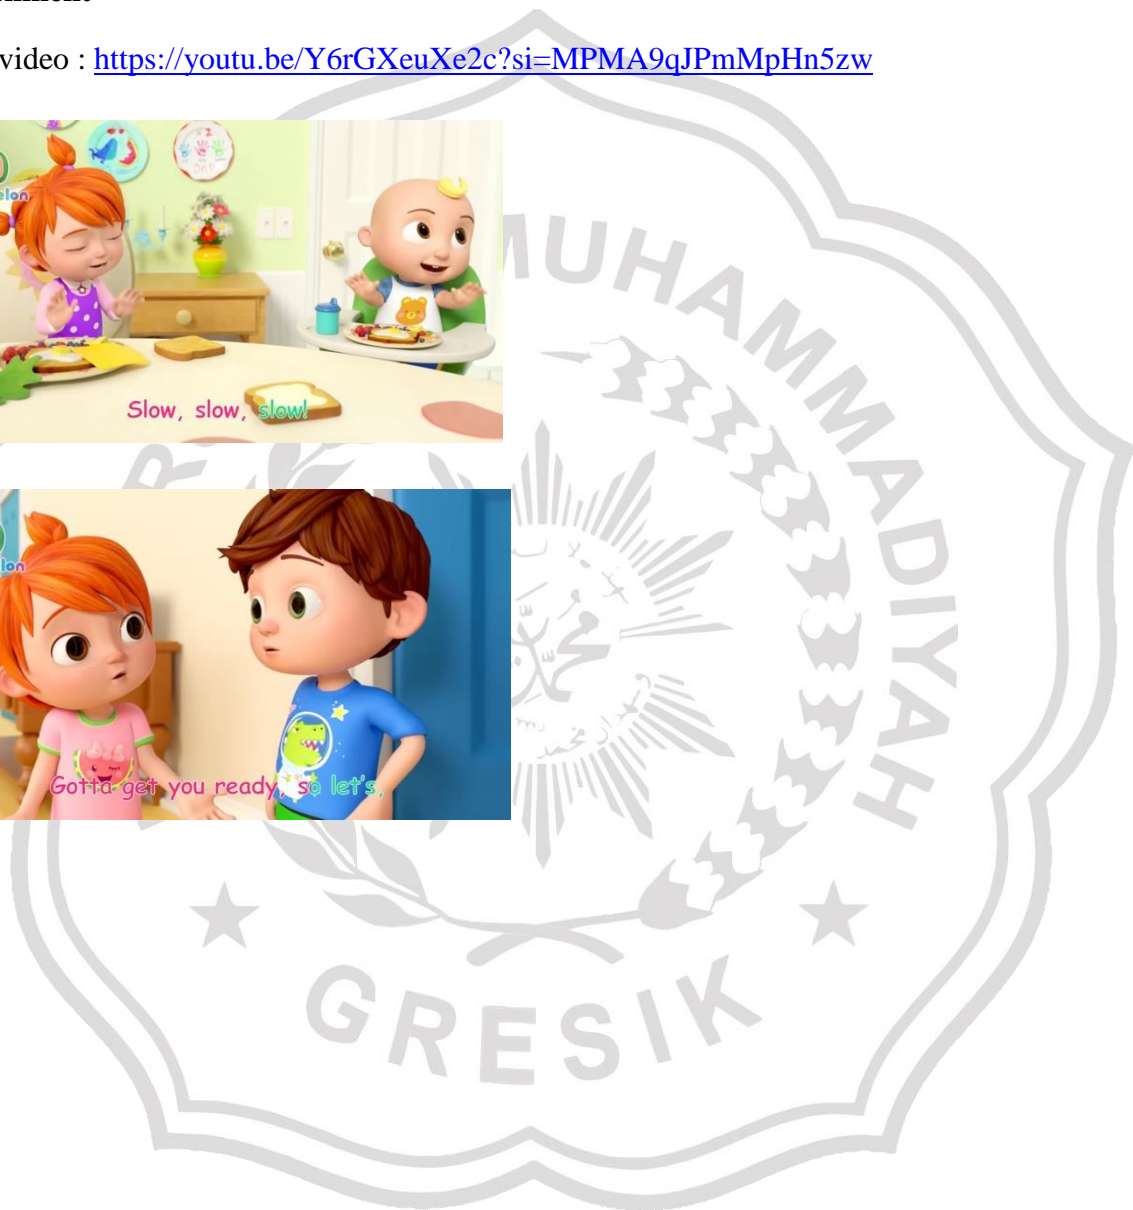 video : https://youtu.be/Y6rGXeuXe2c?si=MPMA9qJPmMpHn5zw
Slow, slow, slow!
Gotta get you ready, so let's,
MUHAMMADIYAH
GRESIK